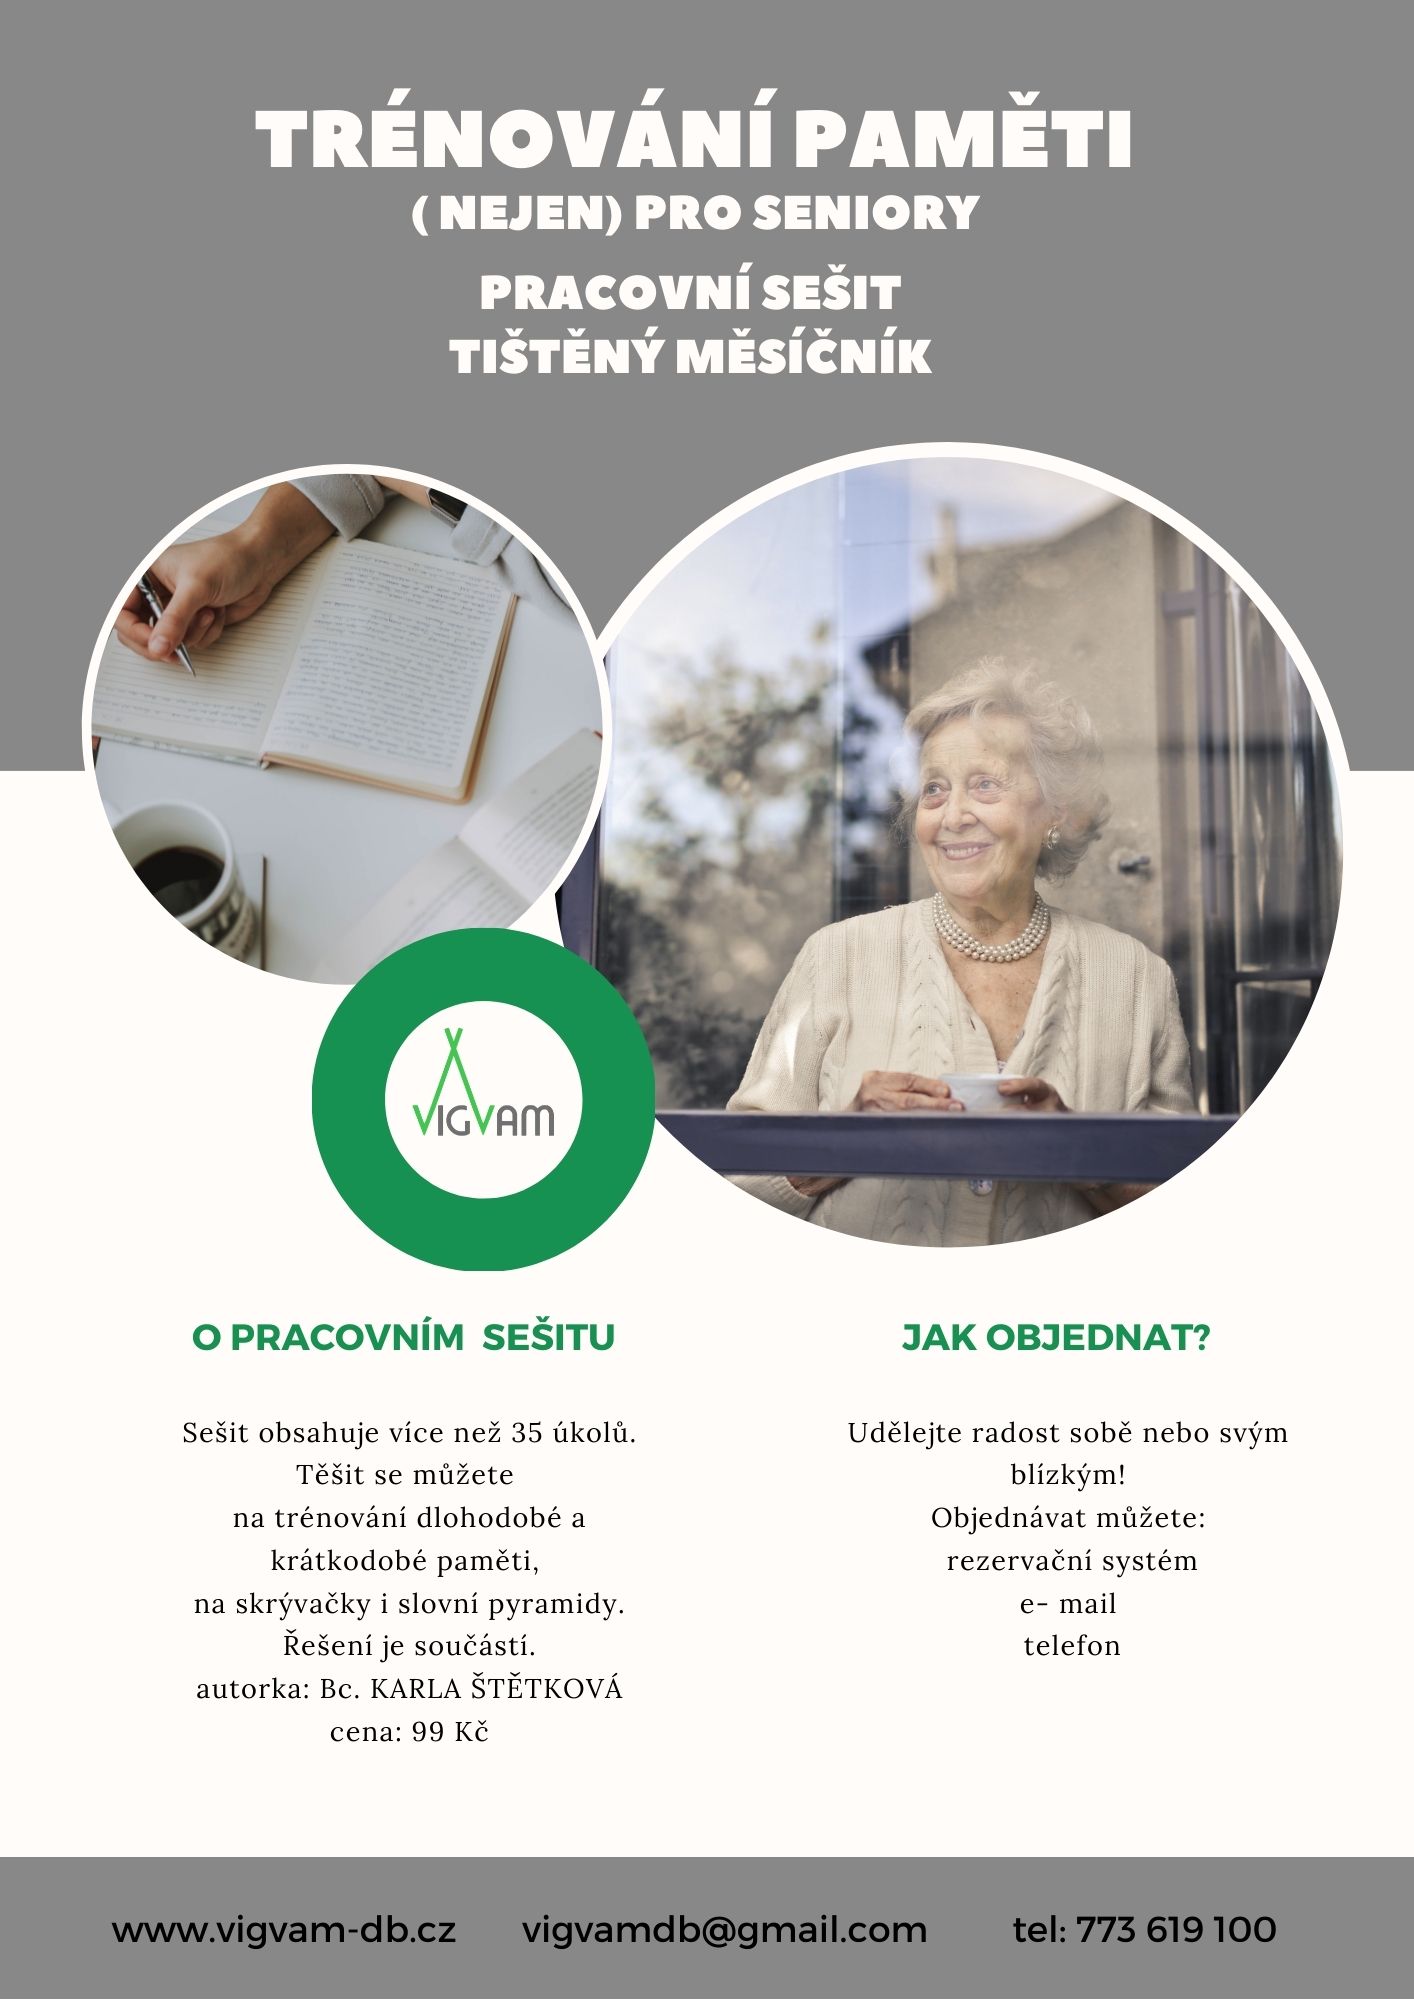 TRÉNOVÁNÍ PAMĚTI
( NEJEN) PRO SENIORY
PRACOVNÍ SEŠIT
TIŠTĚNÝ MĚSÍČNÍK
VIGVAM
O PRACOVNÍM SEŠITU
Sešit obsahuje více než 35 úkolů.
Těšit se můžete
na trénování dlohodobé a
krátkodobé paměti,
na skrývačky i slovní pyramidy.
Řešení je součástí.
autorka: Bc. KARLA ŠTĚTKOVÁ
cena: 99 Kč
JAK OBJEDNAT?
Udělejte radost sobě nebo svým
blízkým!
Objednávat můžete:
rezervační systém
e- mail
telefon
www.vigvam-db.cz
vigvamdb@gmail.com
tel: 773 619 100